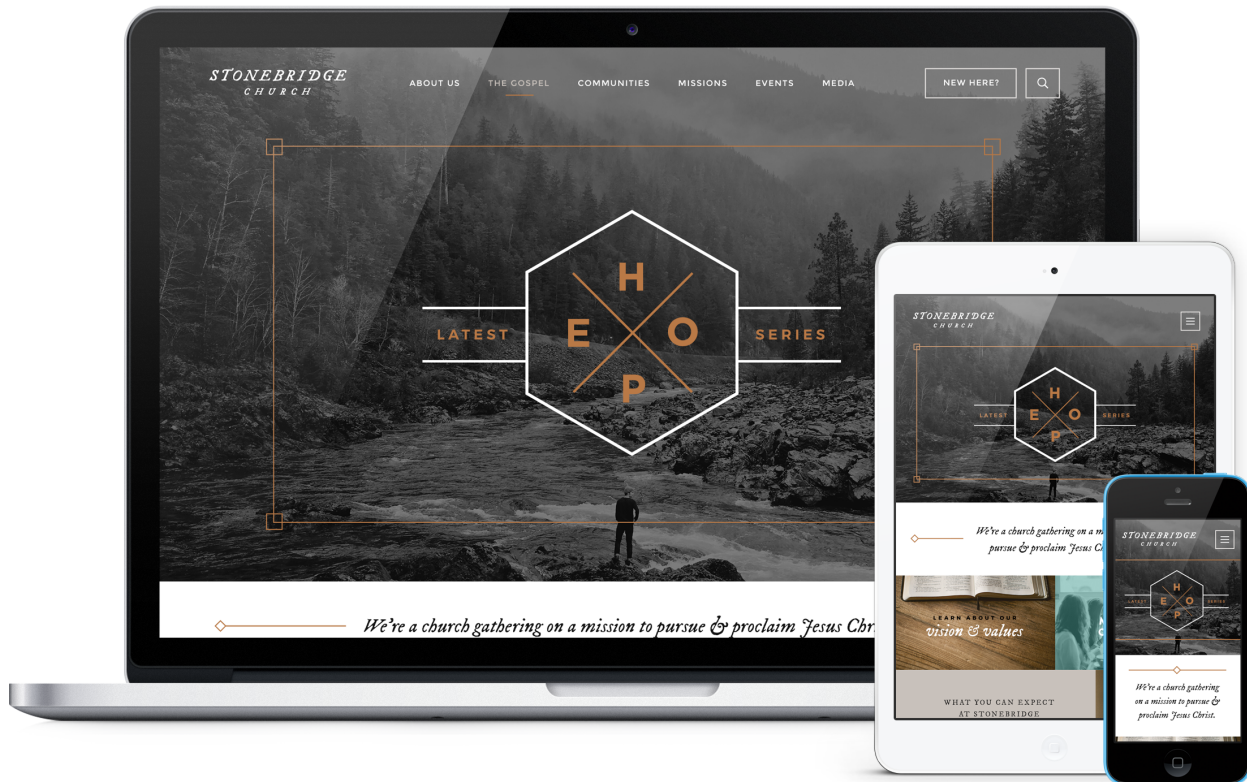 STONEBRIDGE
CHURCH
ABOUT US THE GOSPEL COMMUNITIES MISSIONS EVENTS MEDIA
NEW HERE?
H
LATEST E O SERIES
P
We're a church gathering on a mission to pursue & proclaim Jesus
STONEBRIDGE
CHURCH
H
LATEST E O SERIES
P
We're a church gathering on a
pursue & proclaim Jesus
LEARN ABOUT OUR
vision & values
WHAT YOU CAN EXPECT
AT STONEBRIDGE
STONEBRIDGE
CHURCH
H
LATEST E O SERIES
P
We're a church gathering
on a mission to pursue &
proclaim Jesus Christ.